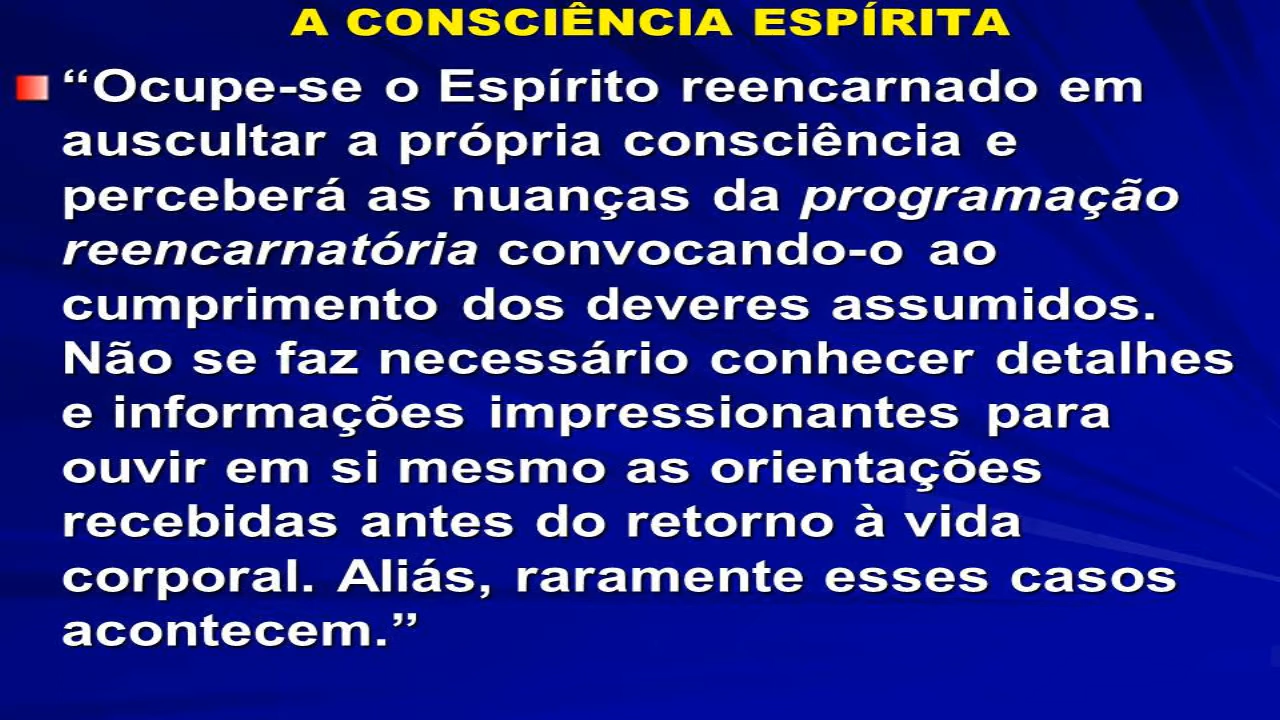 A CONSCIÊNCIA ESPÍRITA
“Ocupe-se o Espírito reencarnado em
auscultar a própria consciência e
perceberá as nuanças da programação
reencarnatória convocando-o ao
cumprimento dos deveres assumidos.
Não se faz necessário conhecer detalhes
e informações impressionantes para
ouvir em si mesmo as orientações
recebidas antes do retorno à vida
corporal. Aliás, raramente esses casos
acontecem.”